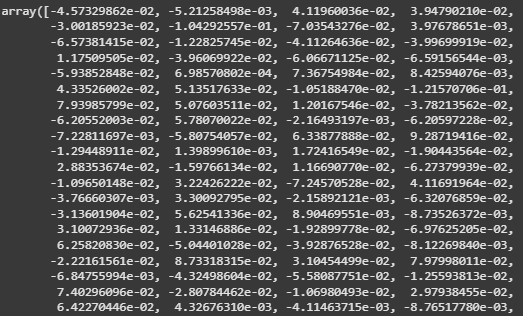 array([-4.57329862e-02, -5.21258498e-03, 4.11960036e-02, 3.94790210e-02,
-3.00185923e-02, -1.04292557e-01, -7.03543276e-02, 3.97678651e-03,
-6.57381415e-02, -1.22825745e-02, -4.11264636e-02, -3.99699919e-02,
1.17509505e-02, -3.96069922e-02, -6.06671125e-02, -6.59156544e-03,
-5.93852848e-02, 6.98570802e-04, 7.36754984e-02, 8.42594076e-03,
4.33526002e-02, 5.13517633e-02, -1.05188470e-02, -1.21570706e-01,
7.93985799e-02, 5.07603511e-02, 1.20167546e-02, -3.78213562e-02,
-6.20552003e-02, 5.78070022e-02, -2.16493197e-03, -6.20597228e-02,
-7.22811697e-03, -5.80754057e-02, 6.33877888e-02, 9.28719416e-02,
-1.29448911e-02, 1.39899610e-03, 1.72416549e-02, -1.90443564e-02,
2.88353674e-02, -1.59766134e-02, 1.16690770e-02, -6.27379939e-02,
-1.09650148e-02, 3.22426222e-02, -7.24570528e-02, 4.11691964e-02,
-3.76660307e-03, 3.30092795e-02, -2.15892121e-03, -6.32076859e-02,
-3.13601904e-02, 5.62541336e-02, 8.90469551e-03, -8.73526372e-03,
3.10072936e-02, 1.33146886e-02, -1.92899778e-02, -6.97625205e-02,
6.25820830e-02, -5.04401028e-02, -3.92876528e-02, -8.12269840e-03,
-2.22161561e-02, 8.73318315e-02, 3.10454499e-02, 7.97998011e-02,
-6.84755994e-03, -4.32498604e-02, -5.58087751e-02, -1.25593813e-02,
7.40296096e-02, -2.80784462e-02, -1.06980493e-02, 2.97938455e-02,
6.42270446e-02, 4.32676310e-03, -4.11463715e-03, -8.76517780e-03,